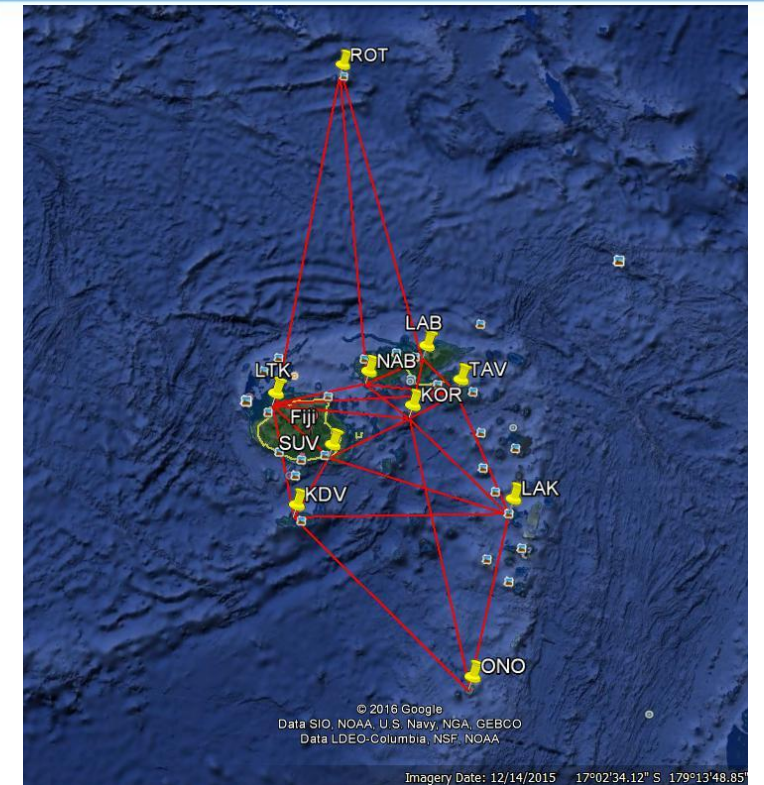 ROT
LAB
NAB
TAV
LTK
KOR
Fiji
SUV
KDV
LAK
ONO
© 2016 Google
Data SIO, NOAA, U.S. Navy, NGA, GEBCO
Data LDEO-Columbia, NSF, NOAA
Imagery Date: 12/14/2015 17°02'34.12" S 179°13'48.85"